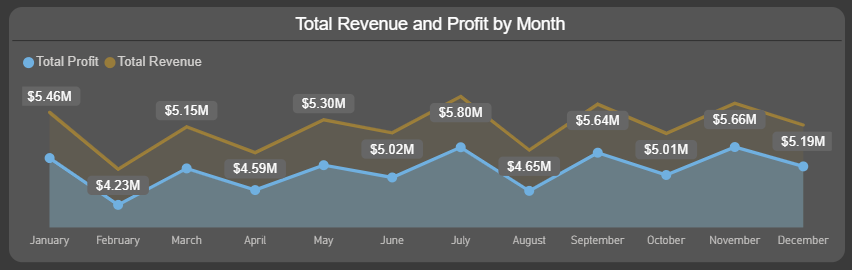 Total Revenue and Profit by Month
Total Profit Total Revenue
$5.46M
$5.15M
$5.30M
$5.80M
$5.64M
$5.66M
$5.19M
$5.02M
$5.01M
$4.59M
$4.65M
$4.23M
January February March April May June July August September October November December